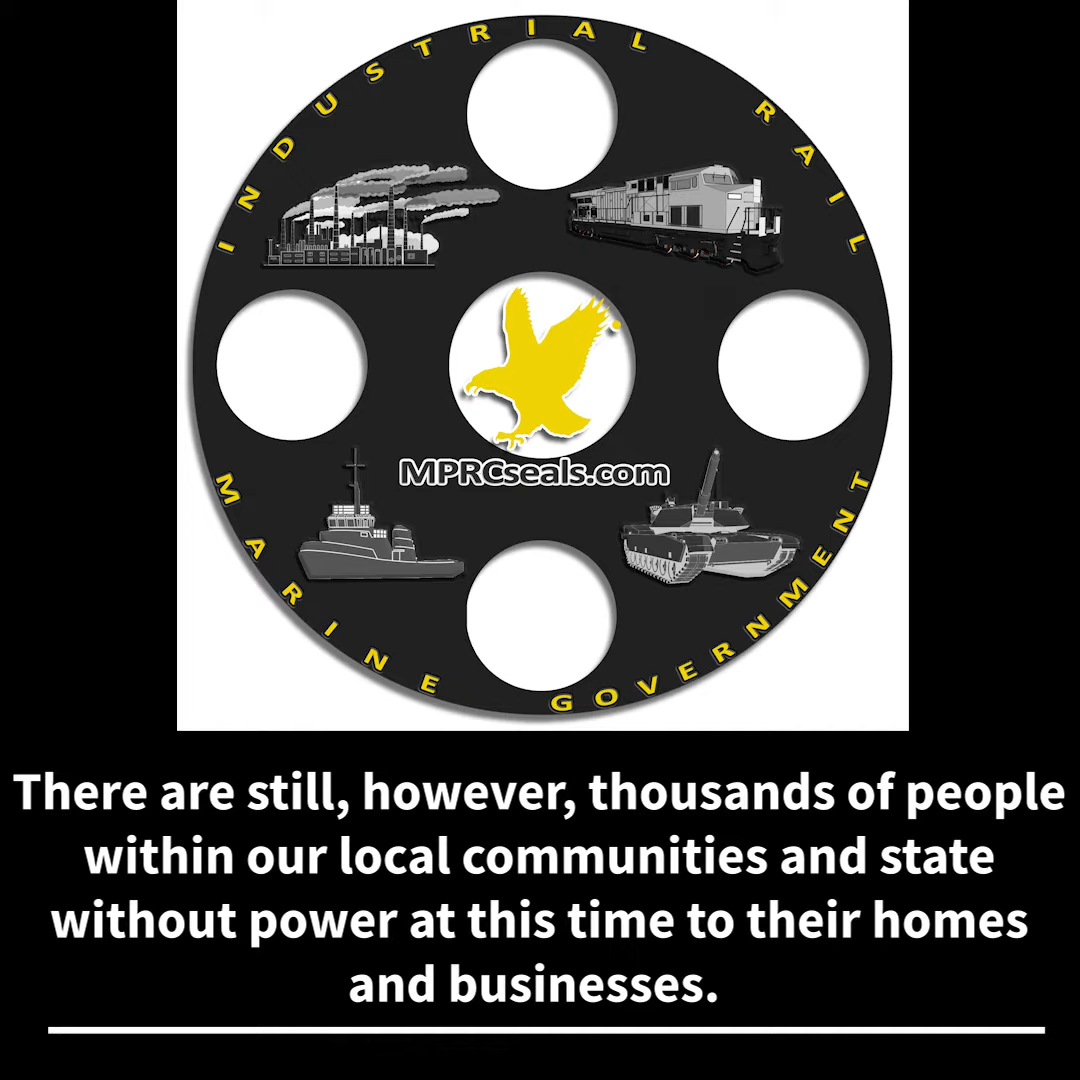 INDUSTRIAL
RAIL
MPRCseals.com
MARINE
GOVERNMENT
There are still, however, thousands of people
within our local communities and state
without power at this time to their homes
and businesses.